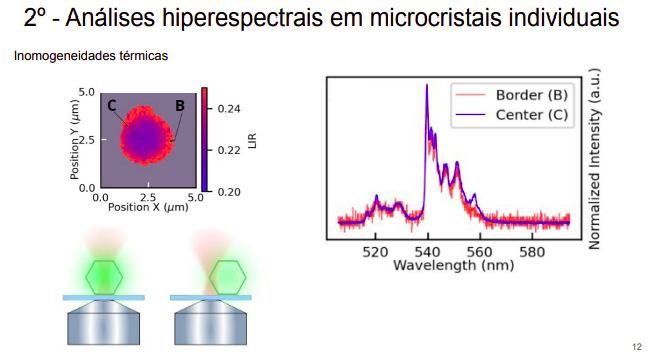 2º - Análises hiperespectrais em microcristais individuais
Inomogeneidades térmicas
5.0
2.5
0.0
Position Y (μm)
C
B
0.0 2.5 5.0
Position X (μm)
0.24
0.22
0.20
LIR
Border (B)
Center (C)
Normalized Intensity (a.u.)
520 540 560 580
Wavelength (nm)
12